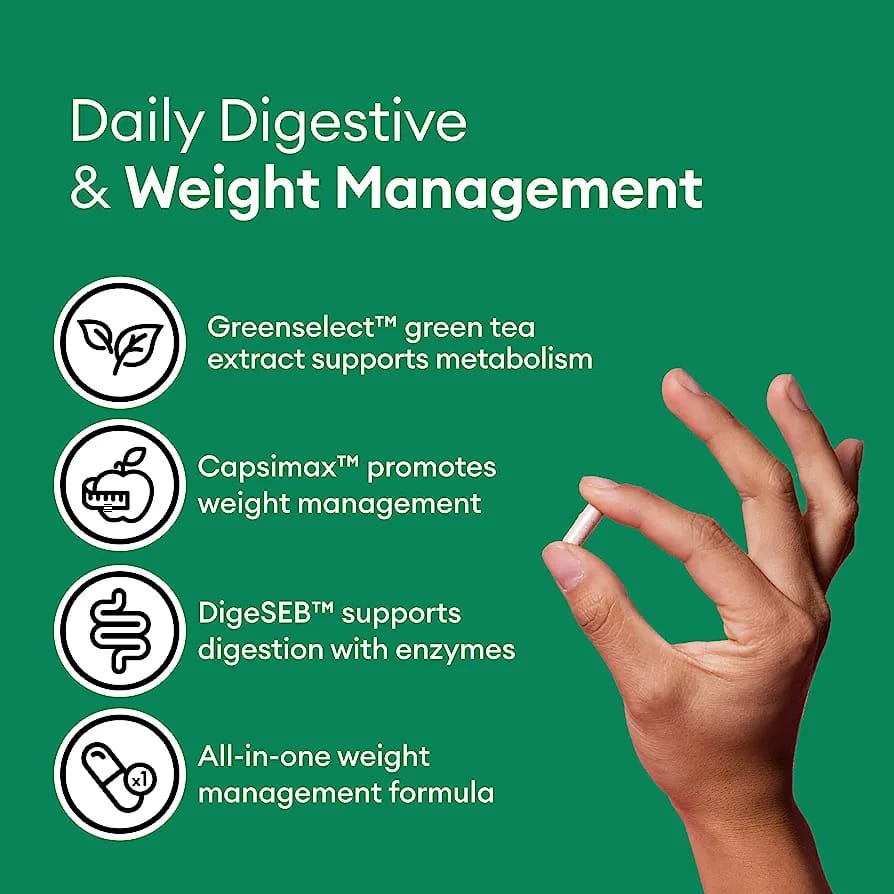 Daily Digestive
& Weight Management
Greenselect™ green tea
extract supports metabolism
Capsimax™ promotes
weight management
DigeSEB™ supports
digestion with enzymes
x1
All-in-one weight
management formula